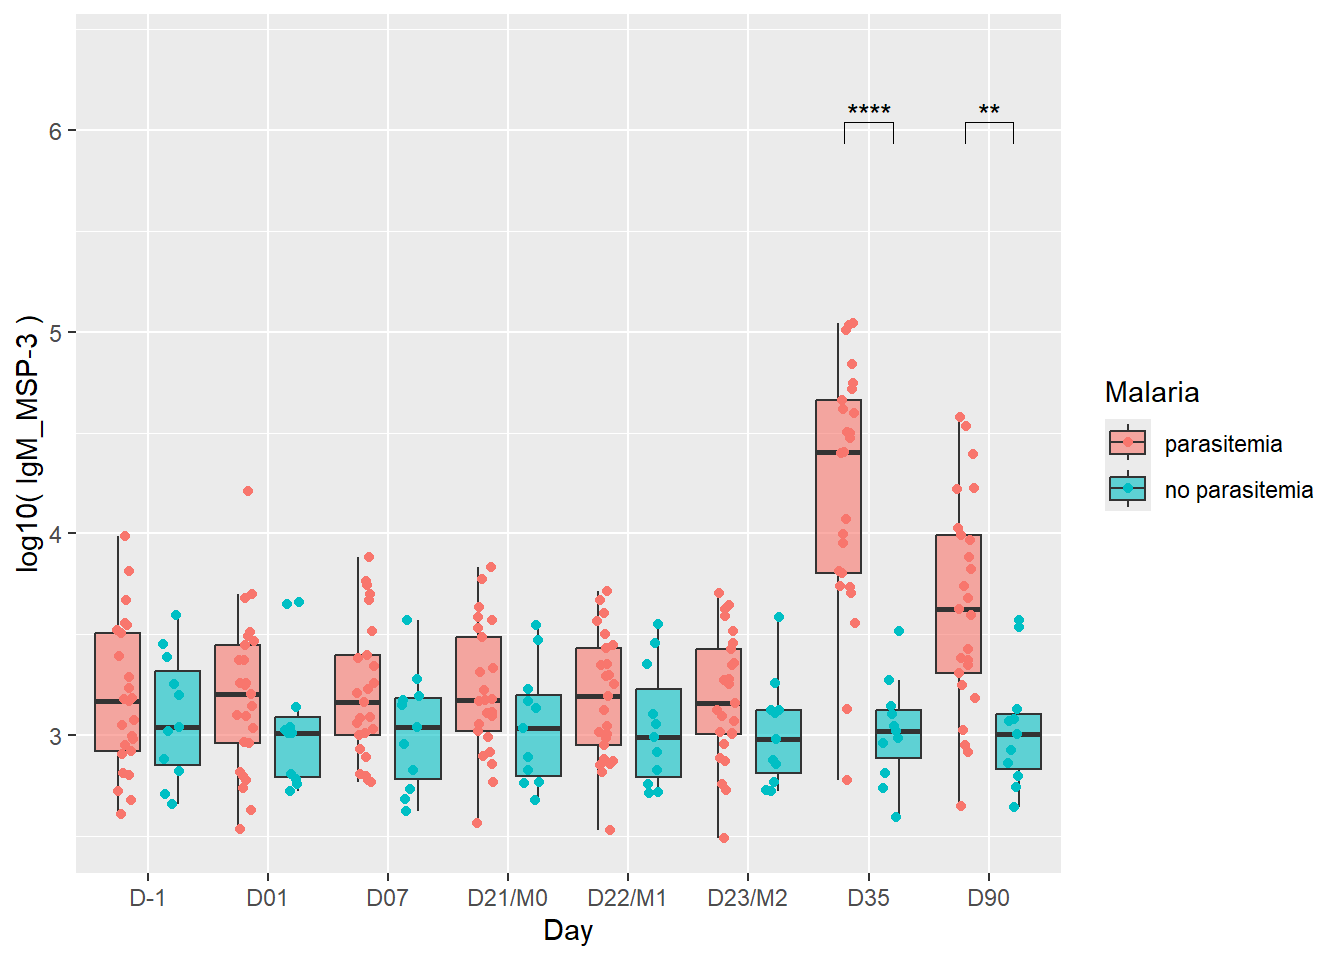 **** **
6
5
4
3
log10( IgM_MSP-3 )
D-1 D01 D07 D21/M0 D22/M1 D23/M2 D35 D90
Day
Malaria
parasitemia
no parasitemia